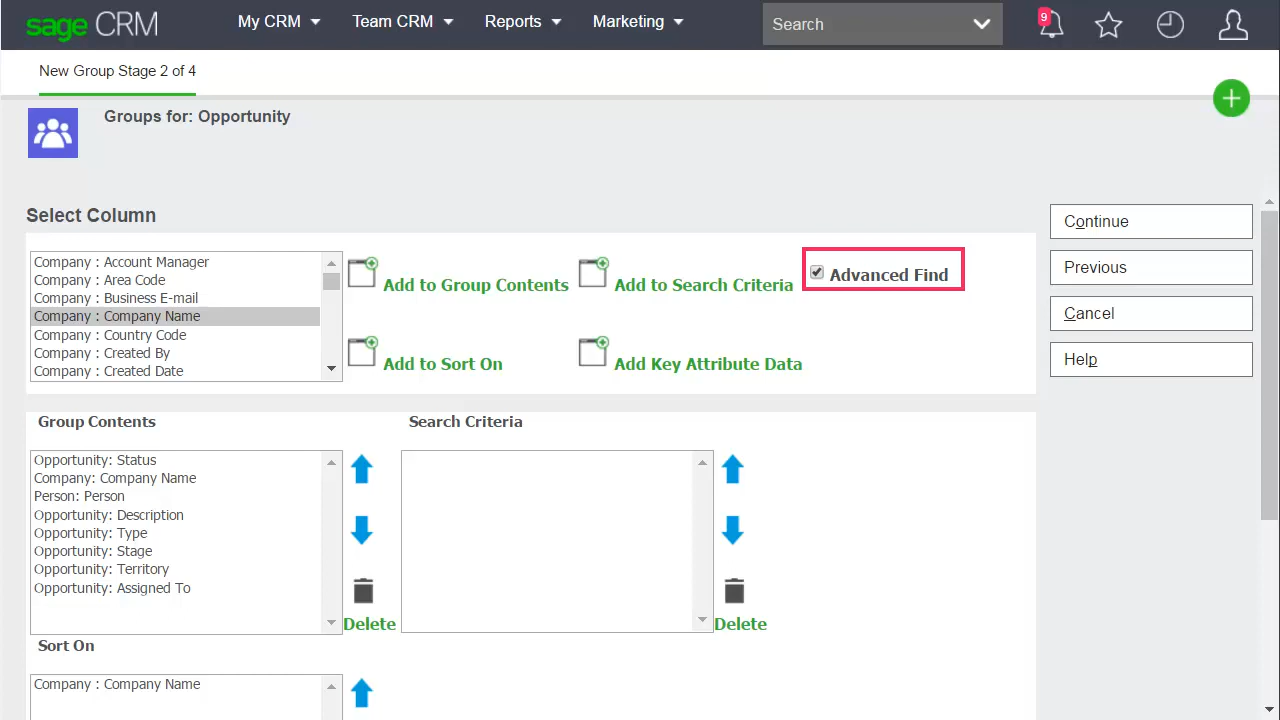 sage CRM
My CRM
Team CRM
Reports
Marketing
Search
9
New Group Stage 2 of 4
Groups for: Opportunity
Select Column
Company : Account Manager
Company : Area Code
Company : Business E-mail
Company : Company Name
Company : Country Code
Company : Created By
Company : Created Date
Add to Group Contents
Add to Search Criteria
Advanced Find
Add to Sort On
Add Key Attribute Data
Continue
Previous
Cancel
Help
Group Contents
Opportunity: Status
Company: Company Name
Person: Person
Opportunity: Description
Opportunity: Type
Opportunity: Stage
Opportunity: Territory
Opportunity: Assigned To
Delete
Search Criteria
Delete
Sort On
Company : Company Name